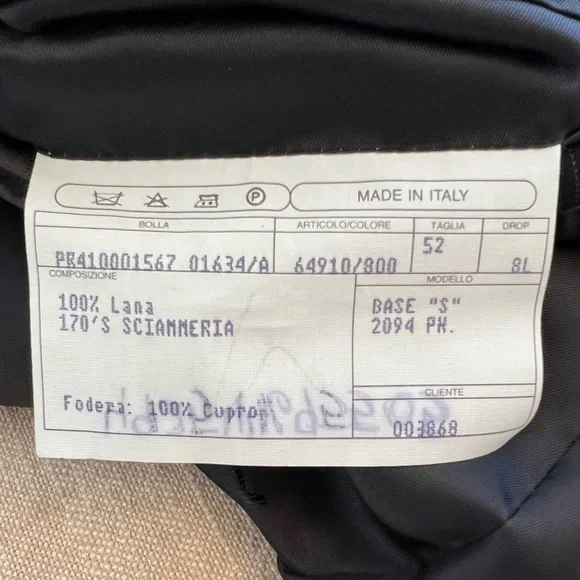 P
MADE IN ITALY
BOLLA ARTICOLO/COLORE TAGLIA DROP
PR410001567 01634/A 64910/800 52 8L
COMPOSIZIONE MODELLO
100% Lana BASE "S"
170'S SCIAMMERIA 2094 PN.
CLIENTE
Fodera: 100% Cupro 003868